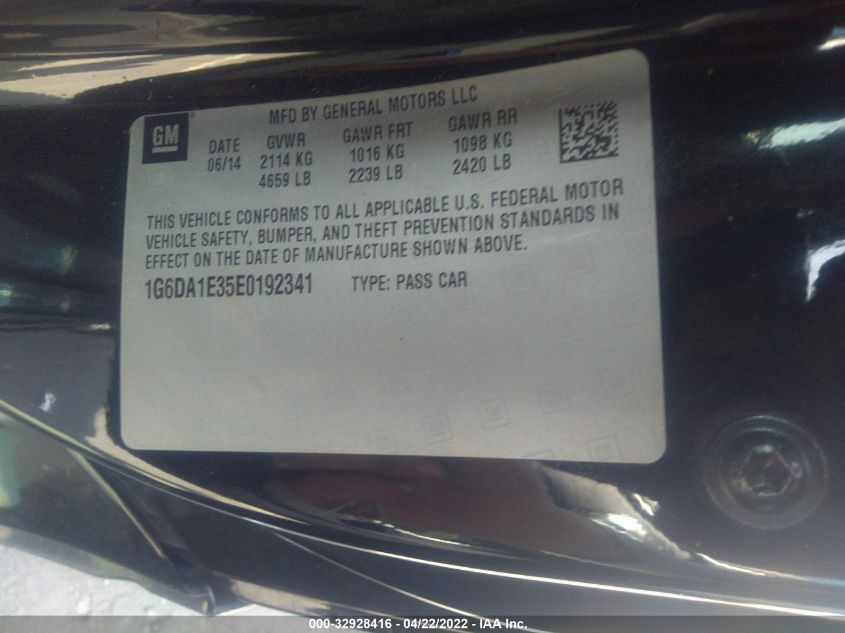 MFD BY GENERAL MOTORS LLC
GM
DATE GVWR GAWR FRT GAWR RR
06/14 2114 KG 1016 KG 1098 KG
4659 LB 2239 LB 2420 LB
THIS VEHICLE CONFORMS TO ALL APPLICABLE U.S. FEDERAL MOTOR
VEHICLE SAFETY, BUMPER, AND THEFT PREVENTION STANDARDS IN
EFFECT ON THE DATE OF MANUFACTURE SHOWN ABOVE.
1G6DA1E35E0192341 TYPE: PASS CAR
000-32928416 - 04/22/2022 - IAA Inc.